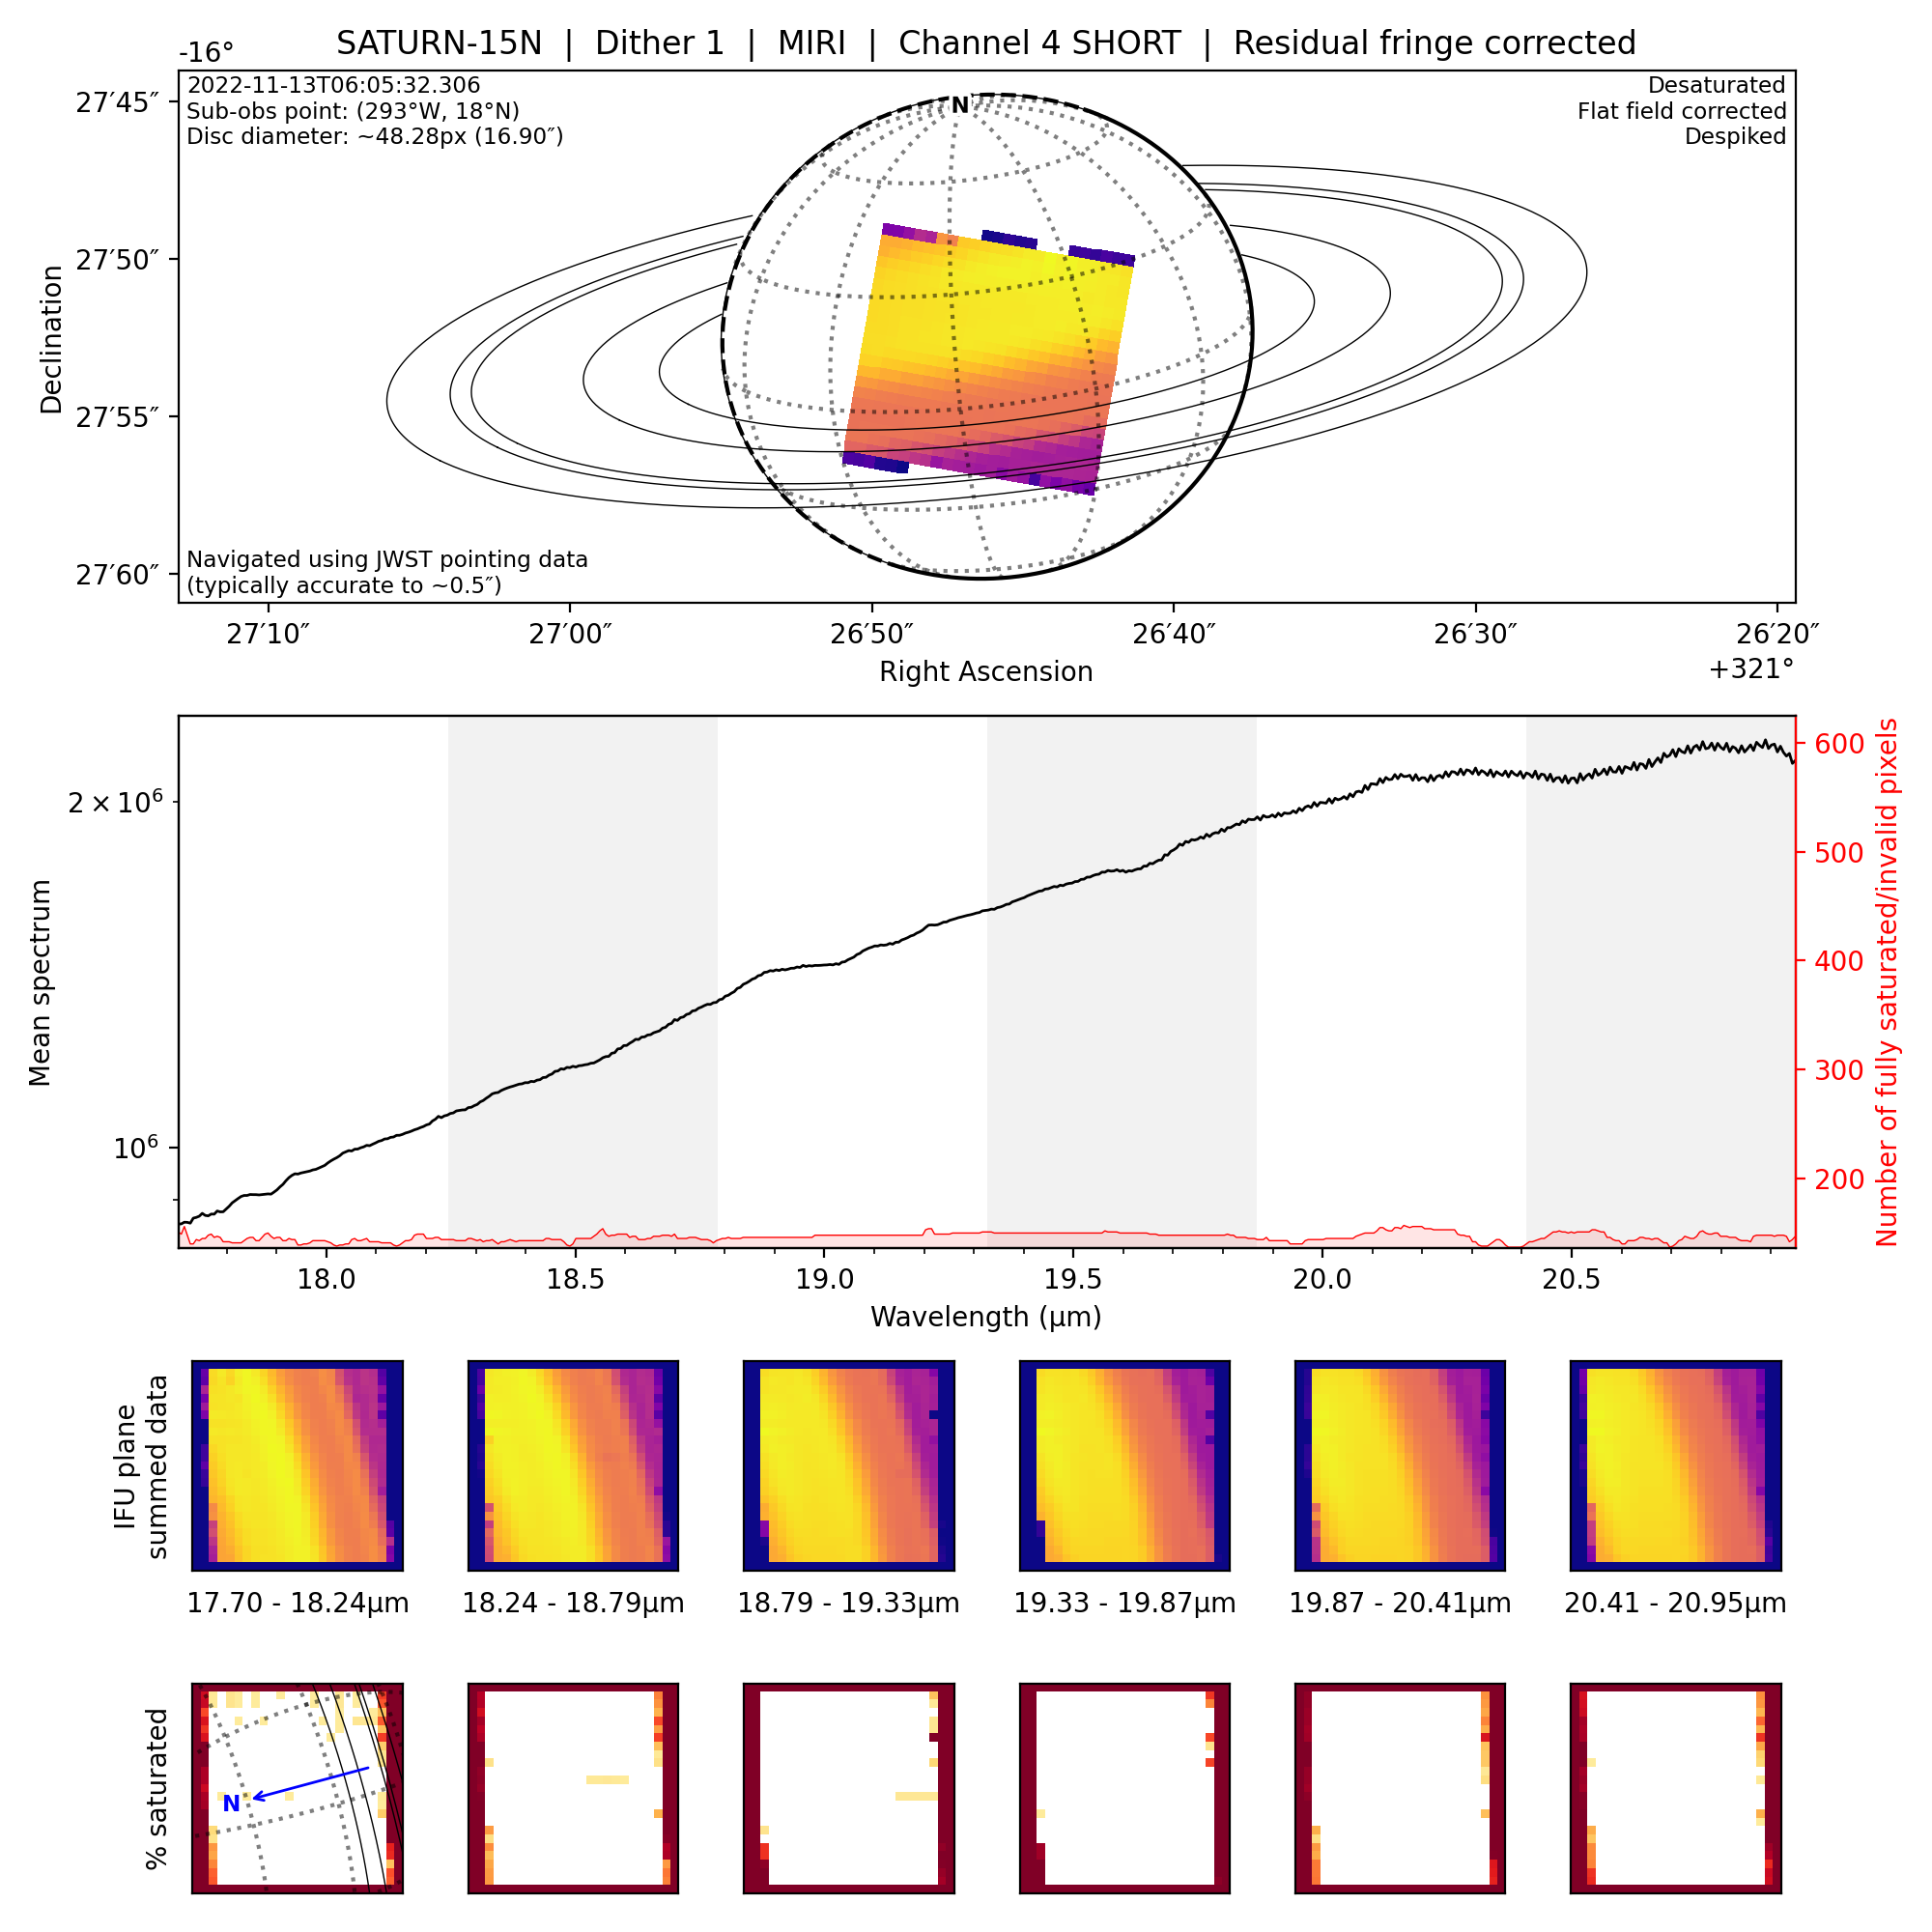 SATURN-15N | Dither 1 | MIRI | Channel 4 SHORT | Residual fringe corrected
-16°
2022-11-13T06:05:32.306
Sub-obs point: (293°W, 18°N)
Disc diameter: ~48.28px (16.90″)
Desaturated
Flat field corrected
Despiked
N
Declination
27′45″
27′50″
27′55″
27′60″
Navigated using JWST pointing data
(typically accurate to ~0.5″)
27′10″ 27′00″ 26′50″ 26′40″ 26′30″ 26′20″
Right Ascension
+321°
Mean spectrum
2 × 10⁶
10⁶
600
500
400
300
200
Number of fully saturated/invalid pixels
18.0 18.5 19.0 19.5 20.0 20.5
Wavelength (µm)
IFU plane
summed data
17.70 - 18.24µm 18.24 - 18.79µm 18.79 - 19.33µm 19.33 - 19.87µm 19.87 - 20.41µm 20.41 - 20.95µm
% saturated
N